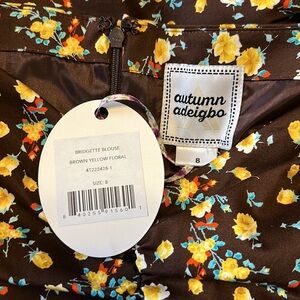 autumn
adeigbo
8
BRIDGETTE BLOUSE
BROWN YELLOW FLORAL
SIZE: 8